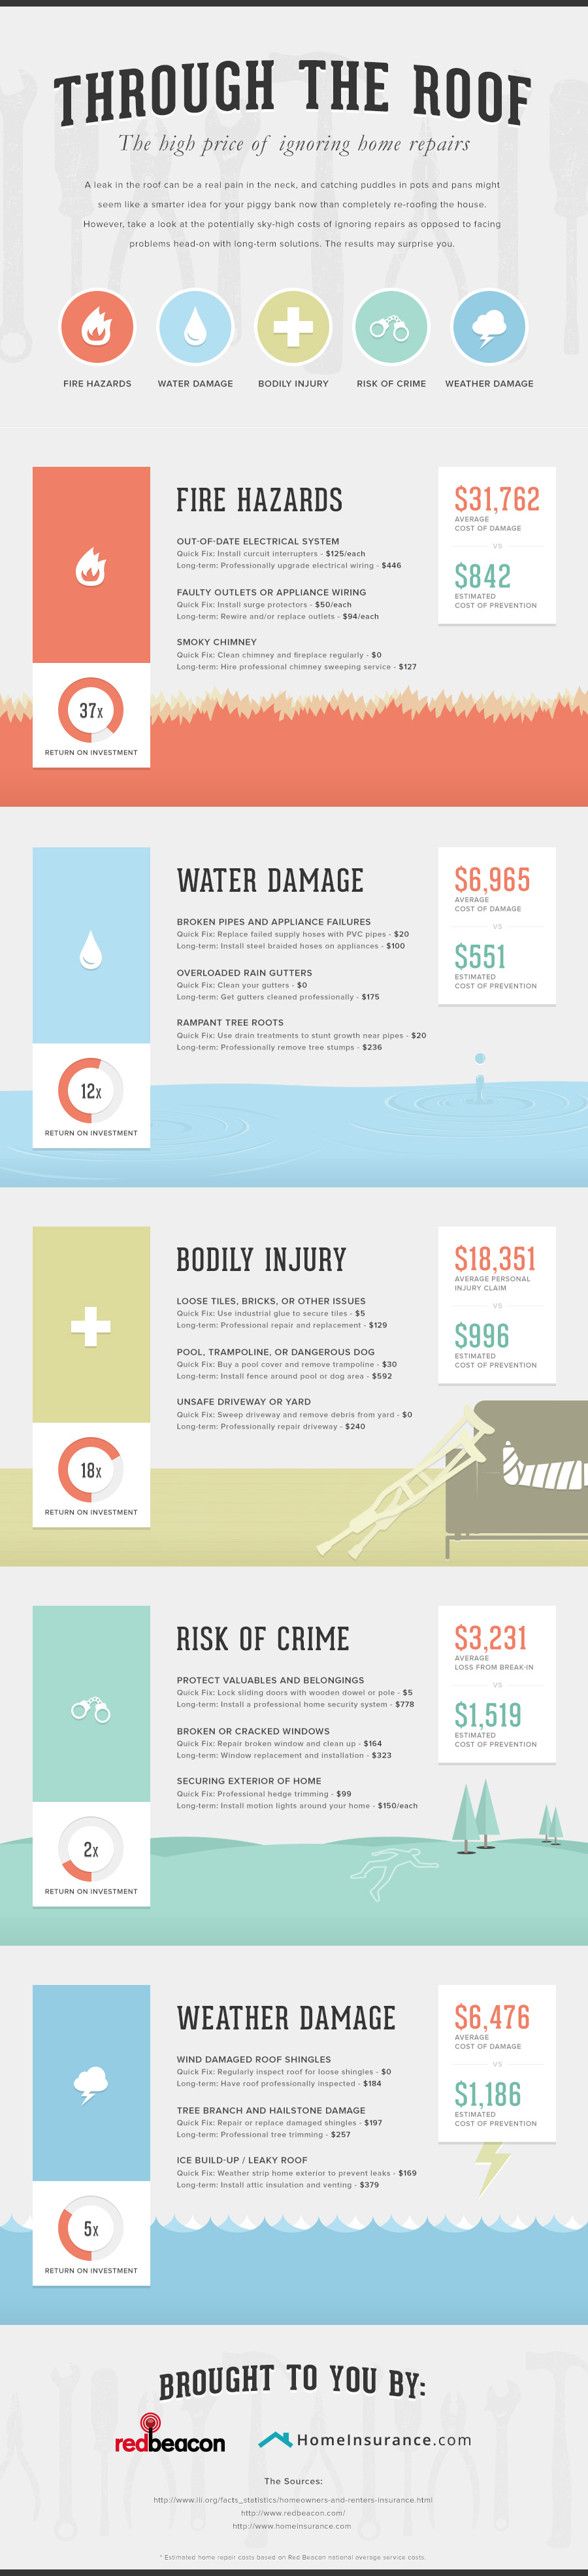 THROUGH THE ROOF
The high price of ignoring home repairs
A leak in the roof can be a real pain in the neck, and catching puddles in pots and pans might
seem like a smarter idea for your piggy bank now than completely re-roofing the house.
However, take a look at the potentially sky-high costs of ignoring repairs as opposed to facing
problems head-on with long-term solutions. The results may surprise you.
FIRE HAZARDS
WATER DAMAGE
BODILY INJURY
RISK OF CRIME
WEATHER DAMAGE
FIRE HAZARDS
OUT-OF-DATE ELECTRICAL SYSTEM
Quick Fix: Install curcuit interrupters - $125/each
Long-term: Professionally upgrade electrical wiring - $446
FAULTY OUTLETS OR APPLIANCE WIRING
Quick Fix: Install surge protectors - $50/each
Long-term: Rewire and/or replace outlets - $94/each
SMOKY CHIMNEY
Quick Fix: Clean chimney and fireplace regularly - $0
Long-term: Hire professional chimney sweeping service - $127
$31,762
AVERAGE
COST OF DAMAGE
VS
$842
ESTIMATED
COST OF PREVENTION
37x
RETURN ON INVESTMENT
WATER DAMAGE
BROKEN PIPES AND APPLIANCE FAILURES
Quick Fix: Replace failed supply hoses with PVC pipes - $20
Long-term: Install steel braided hoses on appliances - $100
OVERLOADED RAIN GUTTERS
Quick Fix: Clean your gutters - $0
Long-term: Get gutters cleaned professionally - $175
RAMPANT TREE ROOTS
Quick Fix: Use drain treatments to stunt growth near pipes - $20
Long-term: Professionally remove tree stumps - $236
$6,965
AVERAGE
COST OF DAMAGE
VS
$551
ESTIMATED
COST OF PREVENTION
12x
RETURN ON INVESTMENT
BODILY INJURY
LOOSE TILES, BRICKS, OR OTHER ISSUES
Quick Fix: Use industrial glue to secure tiles - $5
Long-term: Professional repair and replacement - $129
POOL, TRAMPOLINE, OR DANGEROUS DOG
Quick Fix: Buy a pool cover and remove trampoline - $30
Long-term: Install fence around pool or dog area - $592
UNSAFE DRIVEWAY OR YARD
Quick Fix: Sweep driveway and remove debris from yard - $0
Long-term: Professionally repair driveway - $240
$18,351
AVERAGE PERSONAL
INJURY CLAIM
VS
$996
ESTIMATED
COST OF PREVENTION
18x
RETURN ON INVESTMENT
RISK OF CRIME
PROTECT VALUABLES AND BELONGINGS
Quick Fix: Lock sliding doors with wooden dowel or pole - $5
Long-term: Install a professional home security system - $778
BROKEN OR CRACKED WINDOWS
Quick Fix: Repair broken window and clean up - $164
Long-term: Window replacement and installation - $323
SECURING EXTERIOR OF HOME
Quick Fix: Professional hedge trimming - $99
Long-term: Install motion lights around your home - $150/each
$3,231
AVERAGE
LOSS FROM BREAK-IN
VS
$1,519
ESTIMATED
COST OF PREVENTION
2x
RETURN ON INVESTMENT
WEATHER DAMAGE
WIND DAMAGED ROOF SHINGLES
Quick Fix: Regularly inspect roof for loose shingles - $0
Long-term: Have roof professionally inspected - $184
TREE BRANCH AND HAILSTONE DAMAGE
Quick Fix: Repair or replace damaged shingles - $197
Long-term: Professional tree trimming - $257
ICE BUILD-UP / LEAKY ROOF
Quick Fix: Weather strip home exterior to prevent leaks - $169
Long-term: Install attic insulation and venting - $379
$6,476
AVERAGE
COST OF DAMAGE
VS
$1,186
ESTIMATED
COST OF PREVENTION
5x
RETURN ON INVESTMENT
BROUGHT TO YOU BY:
redbeacon
HomeInsurance.com
The Sources:
http://www.iii.org/facts_statistics/homeowners-and-renters-insurance.html
http://www.redbeacon.com/
http://www.homeinsurance.com
* Estimated home repair costs based on Red Beacon national average service costs.